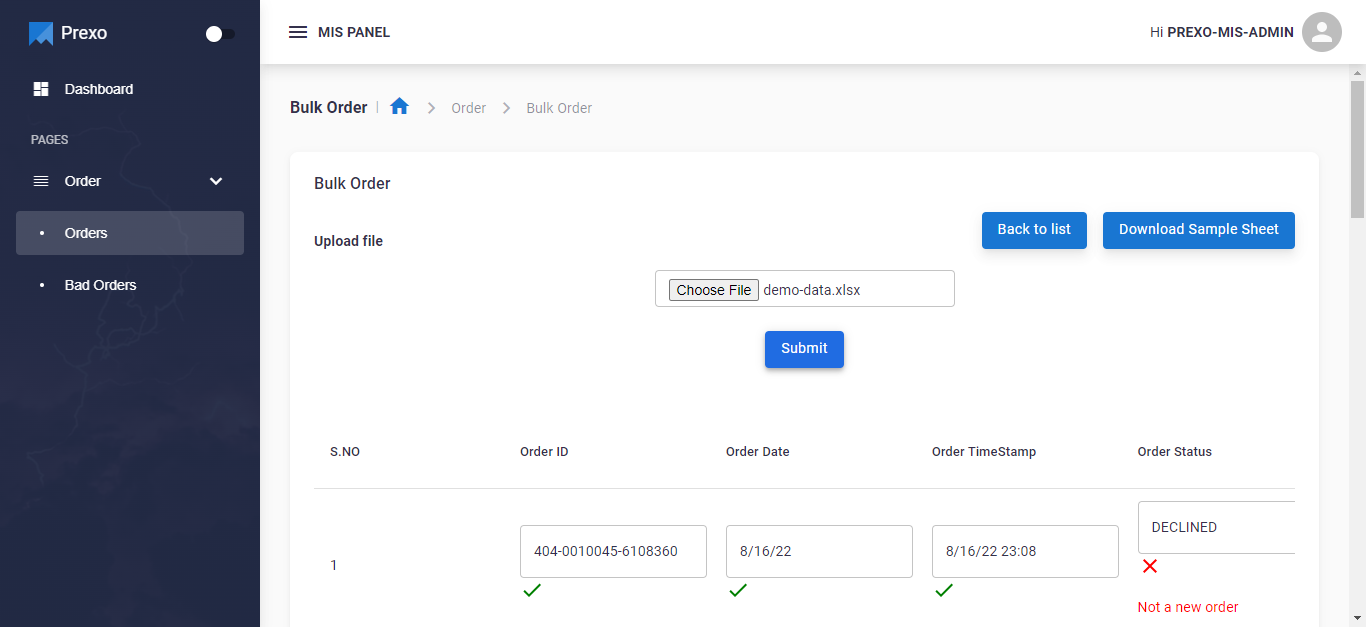 Prexo
MIS PANEL
Hi PREXO-MIS-ADMIN
Dashboard
PAGES
Order
Orders
Bad Orders
Bulk Order
Order
Bulk Order
Bulk Order
Upload file
Back to list
Download Sample Sheet
Choose File demo-data.xlsx
Submit
S.NO Order ID Order Date Order TimeStamp Order Status
1 404-0010045-6108360 8/16/22 8/16/22 23:08 DECLINED
Not a new order